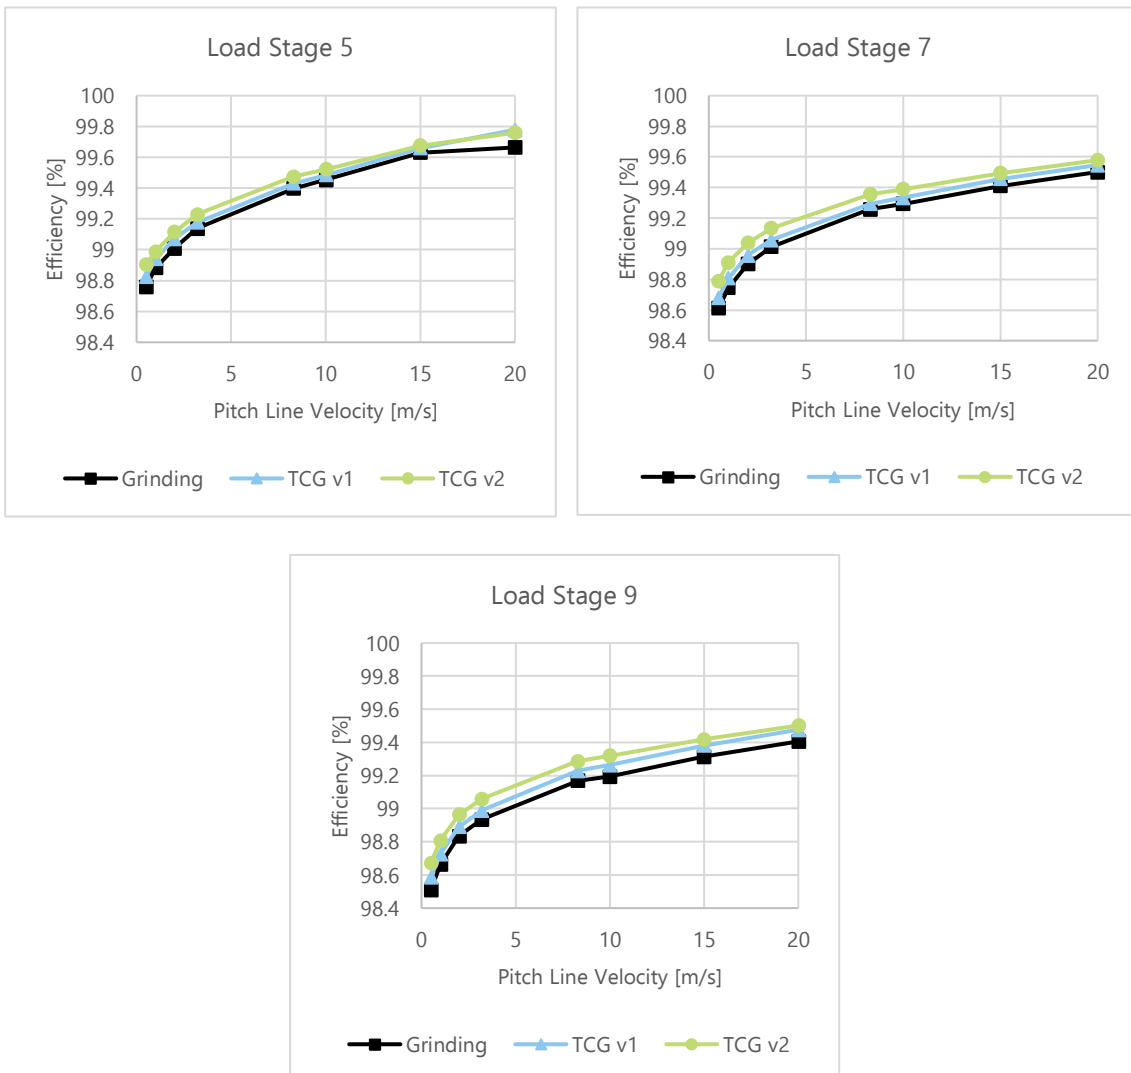 Load Stage 5
100
99.8
99.6
99.4
99.2
99
98.8
98.6
98.4
Efficiency [%]
0 5 10 15 20
Pitch Line Velocity [m/s]
Grinding TCG v1 TCG v2
Load Stage 7
100
99.8
99.6
99.4
99.2
99
98.8
98.6
98.4
Efficiency [%]
0 5 10 15 20
Pitch Line Velocity [m/s]
Grinding TCG v1 TCG v2
Load Stage 9
100
99.8
99.6
99.4
99.2
99
98.8
98.6
98.4
Efficiency [%]
0 5 10 15 20
Pitch Line Velocity [m/s]
Grinding TCG v1 TCG v2